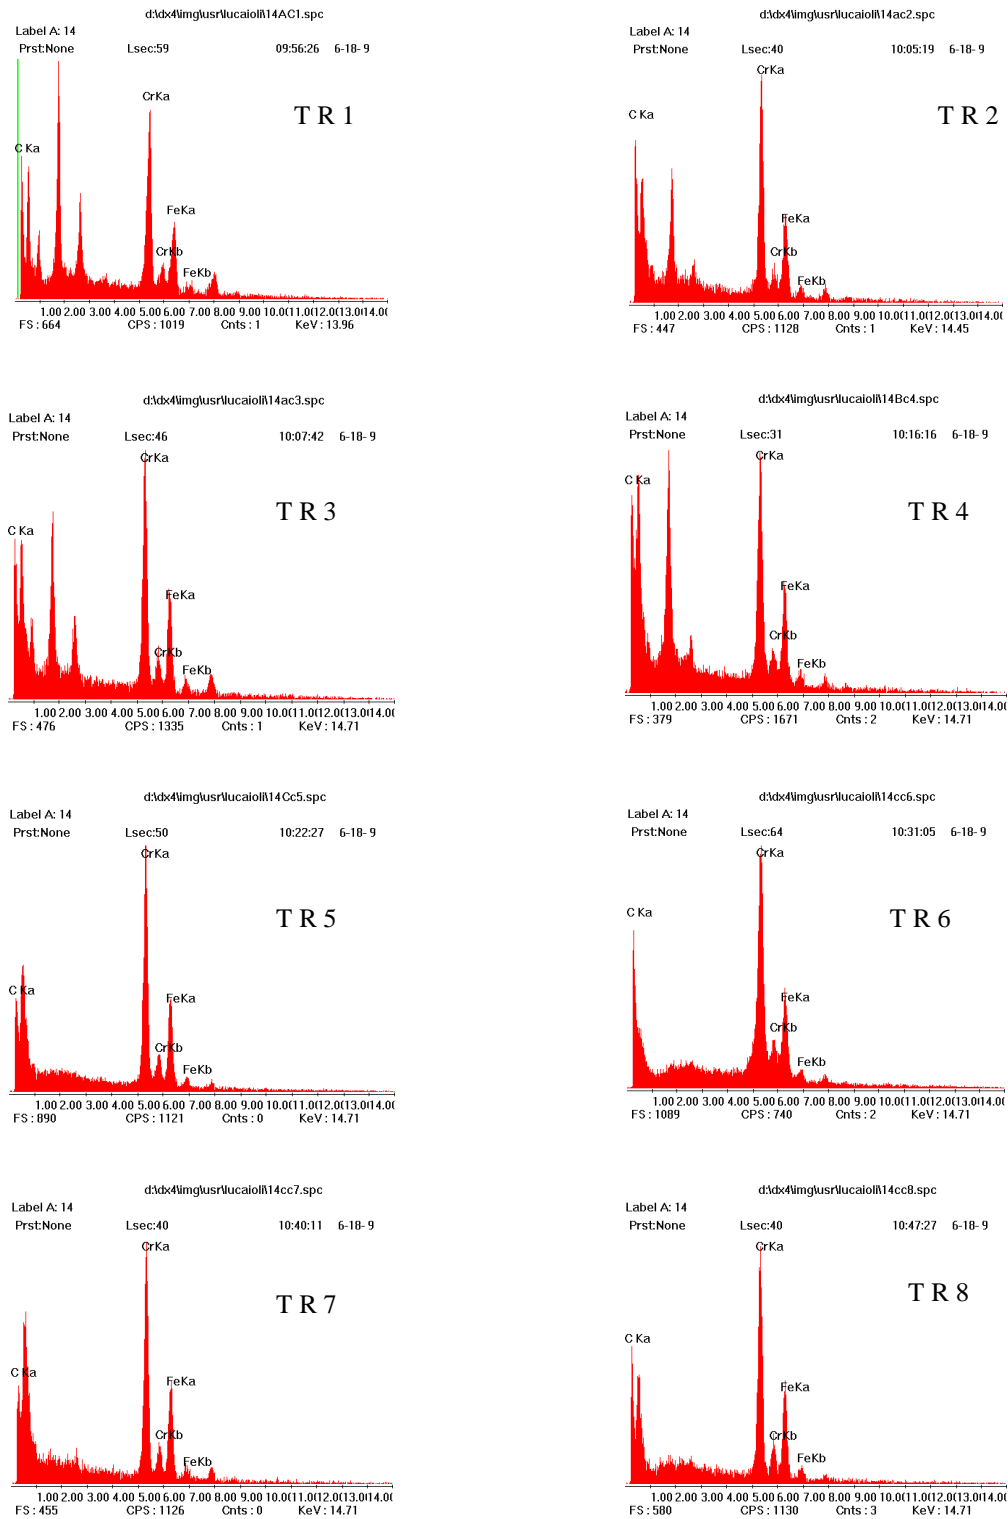 d:\dx4\img\usr\lucaioli\14AC1.spc
Label A: 14
Prst:None Lsec:59 09:56:26 6-18- 9
CrKa
T R 1
C Ka
FeKa
CrKb
FeKb
1.00 2.00 3.00 4.00 5.00 6.00 7.00 8.00 9.00 10.0(11.0(12.0(13.0(14.0(
FS : 664 CPS : 1019 Cnts : 1 KeV : 13.96
d:\dx4\img\usr\lucaioli\14ac2.spc
Label A: 14
Prst:None Lsec:40 10:05:19 6-18- 9
CrKa
C Ka
T R 2
FeKa
CrKb
FeKb
1.00 2.00 3.00 4.00 5.00 6.00 7.00 8.00 9.00 10.0(11.0(12.0(13.0(14.0(
FS : 447 CPS : 1128 Cnts : 1 KeV : 14.45
d:\dx4\img\usr\lucaioli\14ac3.spc
Label A: 14
Prst:None Lsec:46 10:07:42 6-18- 9
CrKa
T R 3
C Ka
FeKa
CrKb
FeKb
1.00 2.00 3.00 4.00 5.00 6.00 7.00 8.00 9.00 10.0(11.0(12.0(13.0(14.0(
FS : 476 CPS : 1335 Cnts : 1 KeV : 14.71
d:\dx4\img\usr\lucaioli\14Bc4.spc
Label A: 14
Prst:None Lsec:31 10:16:16 6-18- 9
CrKa
C Ka
T R 4
FeKa
CrKb
FeKb
1.00 2.00 3.00 4.00 5.00 6.00 7.00 8.00 9.00 10.0(11.0(12.0(13.0(14.0(
FS : 379 CPS : 1671 Cnts : 2 KeV : 14.71
d:\dx4\img\usr\lucaioli\14Cc5.spc
Label A: 14
Prst:None Lsec:50 10:22:27 6-18- 9
CrKa
T R 5
C Ka
FeKa
CrKb
FeKb
1.00 2.00 3.00 4.00 5.00 6.00 7.00 8.00 9.00 10.0(11.0(12.0(13.0(14.0(
FS : 890 CPS : 1121 Cnts : 0 KeV : 14.71
d:\dx4\img\usr\lucaioli\14cc6.spc
Label A: 14
Prst:None Lsec:64 10:31:05 6-18- 9
CrKa
C Ka
T R 6
FeKa
CrKb
FeKb
1.00 2.00 3.00 4.00 5.00 6.00 7.00 8.00 9.00 10.0(11.0(12.0(13.0(14.0(
FS : 1089 CPS : 740 Cnts : 2 KeV : 14.71
d:\dx4\img\usr\lucaioli\14cc7.spc
Label A: 14
Prst:None Lsec:40 10:40:11 6-18- 9
CrKa
T R 7
C Ka
FeKa
CrKb
FeKb
1.00 2.00 3.00 4.00 5.00 6.00 7.00 8.00 9.00 10.0(11.0(12.0(13.0(14.0(
FS : 455 CPS : 1126 Cnts : 0 KeV : 14.71
d:\dx4\img\usr\lucaioli\14cc8.spc
Label A: 14
Prst:None Lsec:40 10:47:27 6-18- 9
CrKa
T R 8
C Ka
FeKa
CrKb
FeKb
1.00 2.00 3.00 4.00 5.00 6.00 7.00 8.00 9.00 10.0(11.0(12.0(13.0(14.0(
FS : 580 CPS : 1130 Cnts : 3 KeV : 14.71